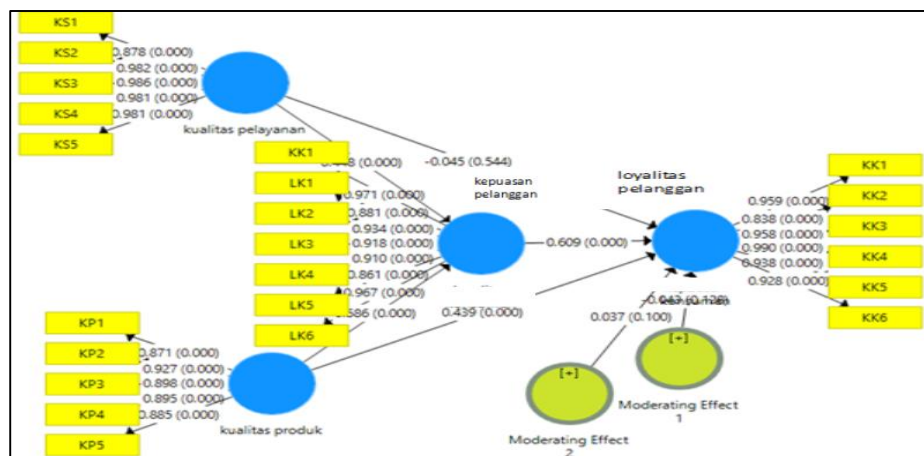 KS1
KS2
KS3
KS4
KS5
0.878 (0.000)
0.982 (0.000)
0.986 (0.000)
0.981 (0.000)
0.981 (0.000)
kualitas pelayanan
(0.000)
-0.045 (0.544)
KK1
LK1
LK2
LK3
LK4
LK5
LK6
0.971 (0.000)
0.881 (0.000)
0.934 (0.000)
0.918 (0.000)
0.910 (0.000)
0.861 (0.000)
0.967 (0.000)
(0.000)
kepuasan
pelanggan
loyalitas
pelanggan
0.609 (0.000)
0.439 (0.000)
KK1
KK2
KK3
KK4
KK5
KK6
0.959 (0.000)
0.838 (0.000)
0.958 (0.000)
0.990 (0.000)
0.938 (0.000)
0.928 (0.000)
0.037 (0.100)
[+]
Moderating Effect
1
[+]
Moderating Effect
2
KP1
KP2
KP3
KP4
KP5
0.871 (0.000)
0.927 (0.000)
0.898 (0.000)
0.895 (0.000)
0.885 (0.000)
kualitas produk